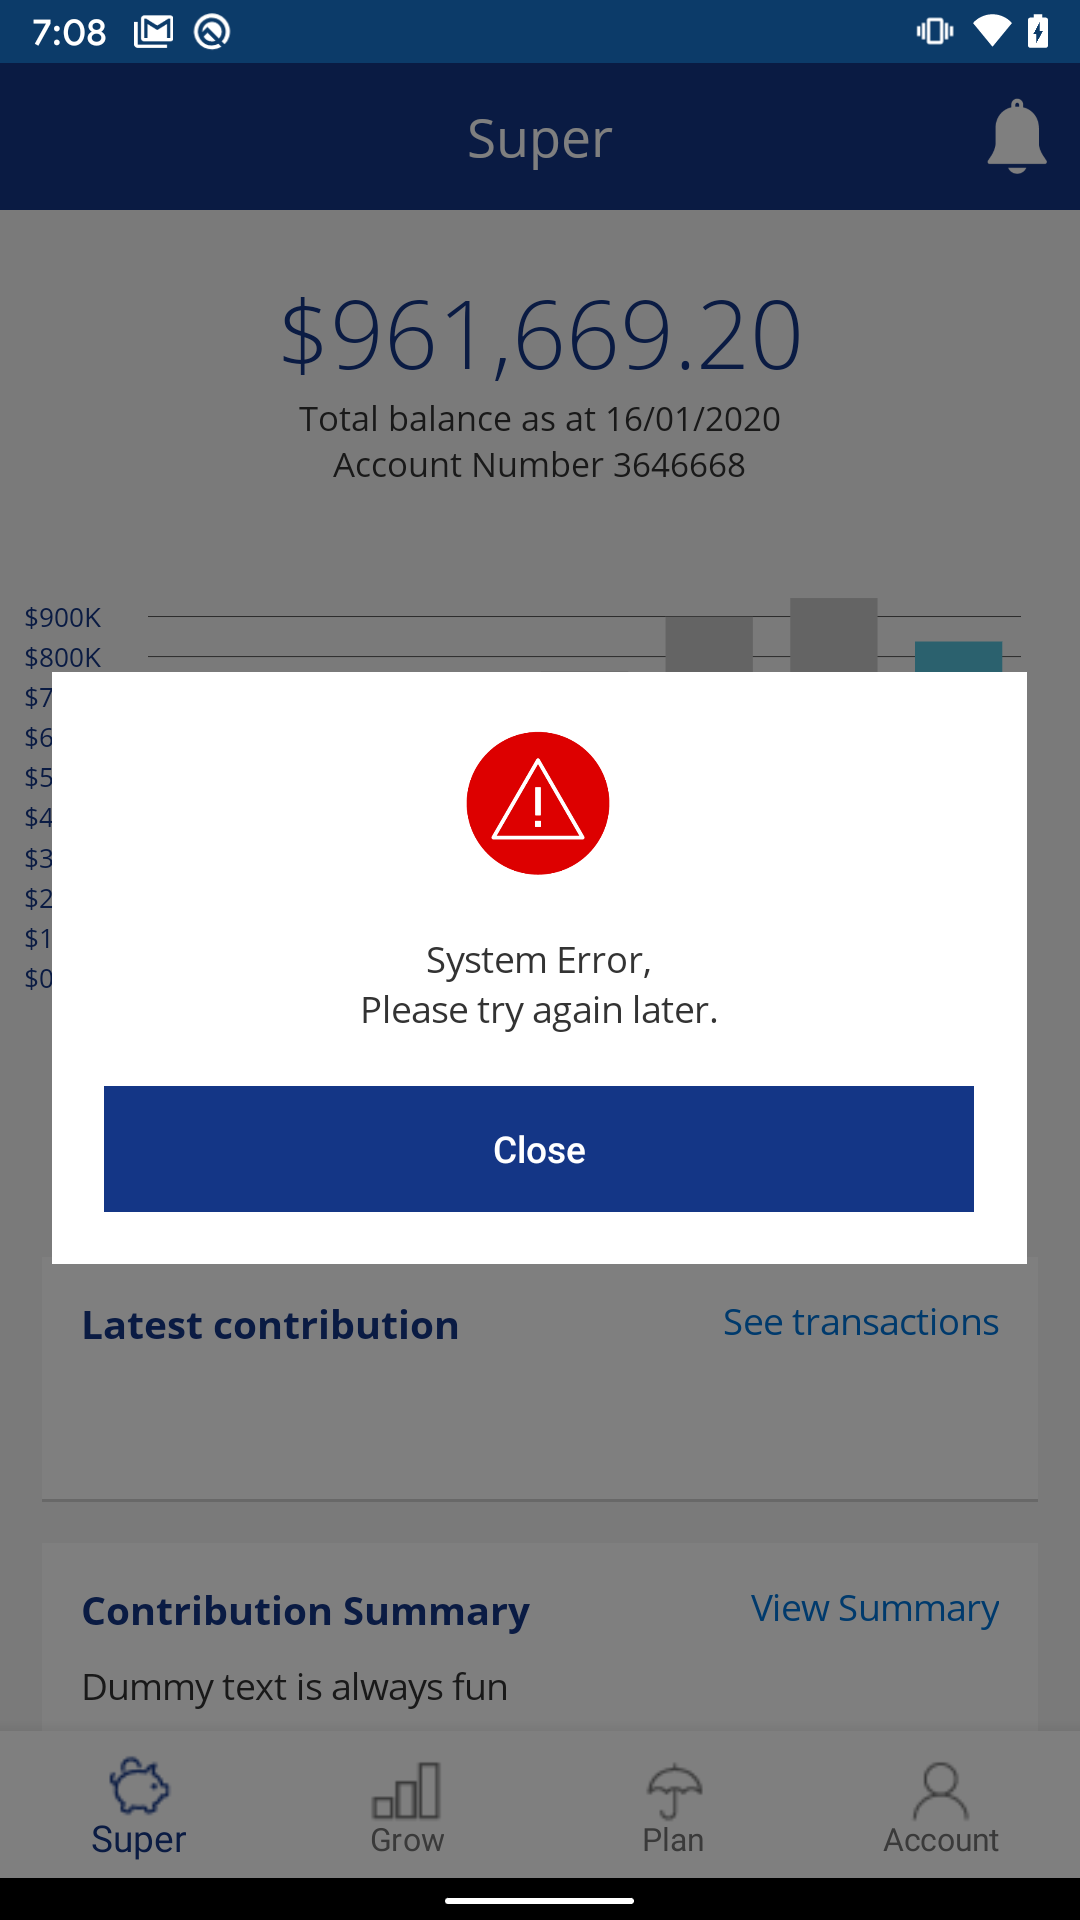 7:08
Super
$961,669.20
Total balance as at 16/01/2020
Account Number 3646668
$900K
$800K
$7
$6
$5
$4
$3
$2
$1
$0
System Error,
Please try again later.
Close
Latest contribution
See transactions
Contribution Summary
View Summary
Dummy text is always fun
Super
Grow
Plan
Account